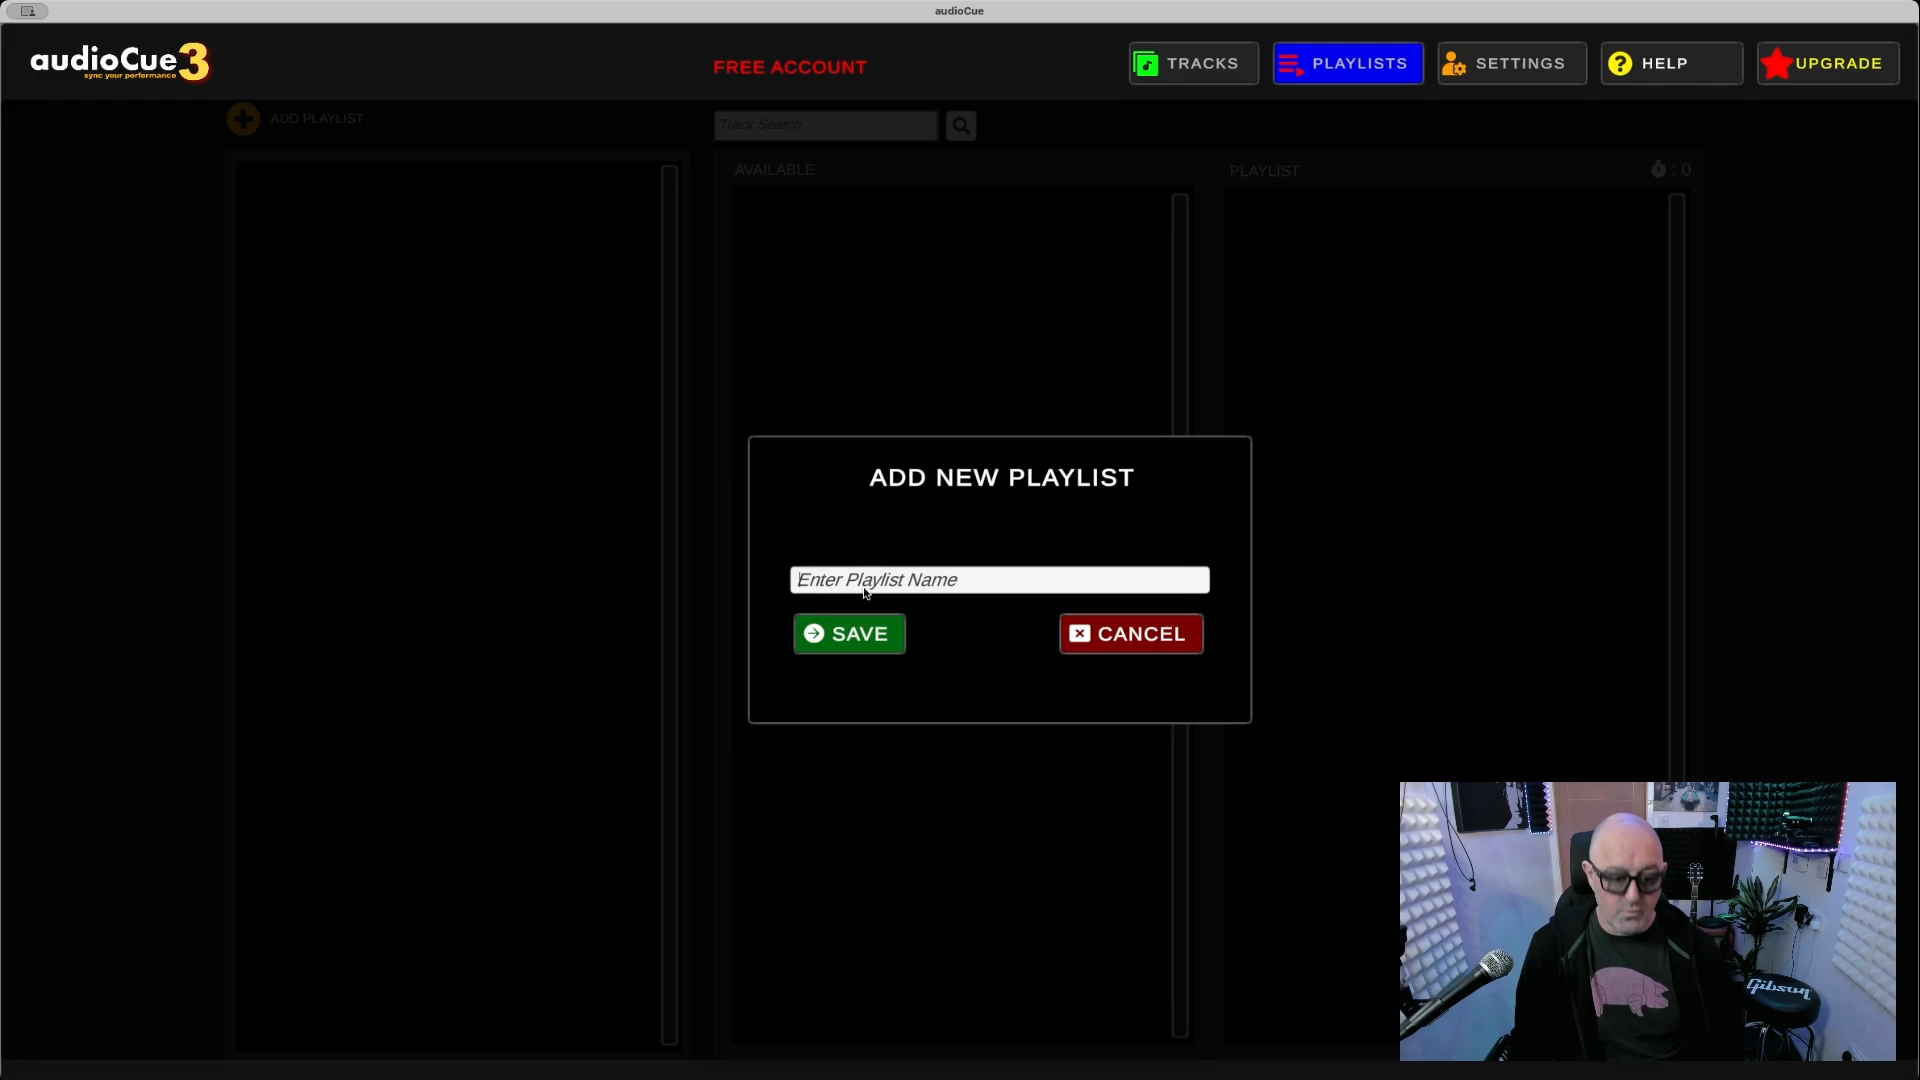 audioCue
audioCue3
sync your performance
FREE ACCOUNT
TRACKS
PLAYLISTS
SETTINGS
? HELP
UPGRADE
ADD PLAYLIST
Track Search..
AVAILABLE
PLAYLIST
: 0
ADD NEW PLAYLIST
Enter Playlist Name
SAVE
CANCEL
Gibson